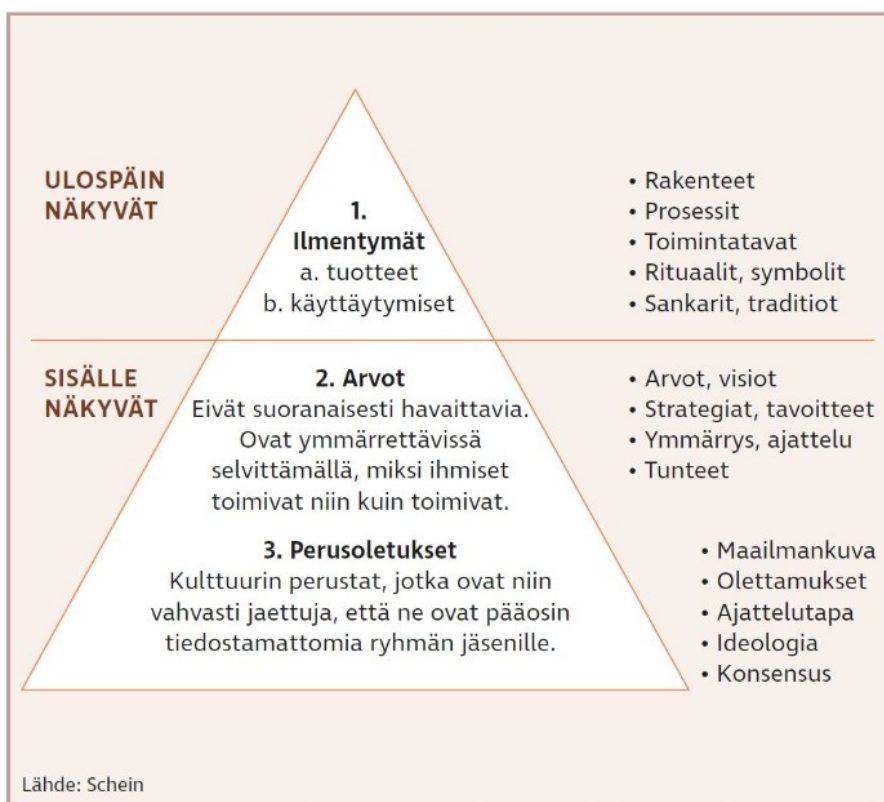 ULOSPÄIN
NÄKYVÄT
1.
Ilmentymät
a. tuotteet
b. käyttäytymiset
• Rakenteet
• Prosessit
• Toimintatavat
• Rituaalit, symbolit
• Sankarit, traditiot
SISÄLLE
NÄKYVÄT
2. Arvot
Eivät suoranaisesti havaittavia.
Ovat ymmärrettävissä
selvittämällä, miksi ihmiset
toimivat niin kuin toimivat.
• Arvot, visiot
• Strategiat, tavoitteet
• Ymmärrys, ajattelu
• Tunteet
3. Perusoletukset
Kulttuurin perustat, jotka ovat niin
vahvasti jaettuja, että ne ovat pääosin
tiedostamattomia ryhmän jäsenille.
• Maailmankuva
• Olettamukset
• Ajattelutapa
• Ideologia
• Konsensus
Lähde: Schein